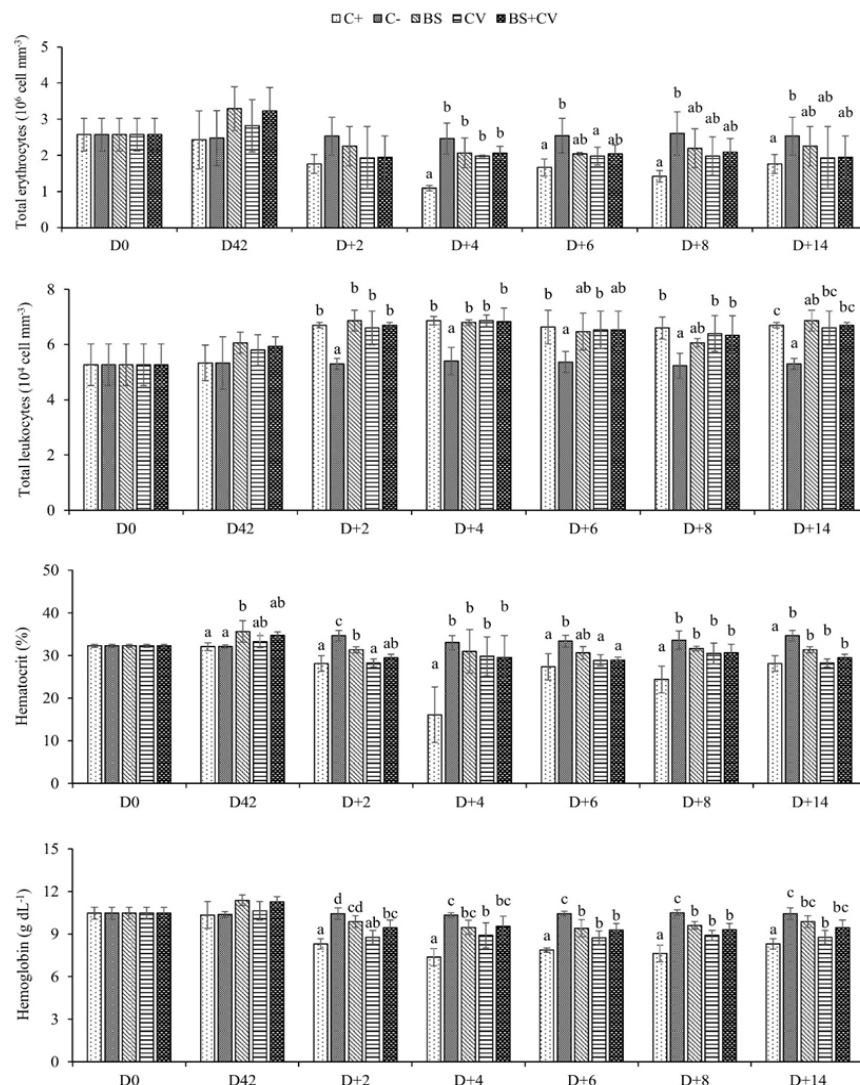 C+ C- BS CV BS+CV
Total erythrocytes (10⁶ cell mm⁻³)
5
4
3
2
1
0
a b b b b
a b ab a ab
a b ab ab ab
a b ab ab ab
D0 D42 D+2 D+4 D+6 D+8 D+14
Total leukocytes (10⁴ cell mm⁻³)
8
6
4
2
0
b a b b b
b a b b b
b a ab b ab
b a ab b b
c a ab bc bc
D0 D42 D+2 D+4 D+6 D+8 D+14
Hematocrit (%)
50
40
30
20
10
0
a a b ab ab
a c b a ab
a b b b b
a b ab a a
a b b b b
a b b b b
D0 D42 D+2 D+4 D+6 D+8 D+14
Hemoglobin (g dL⁻¹)
15
12
9
6
3
0
a d cd ab bc
a c bc b bc
a c b b b
a c b b b
a c bc b bc
D0 D42 D+2 D+4 D+6 D+8 D+14